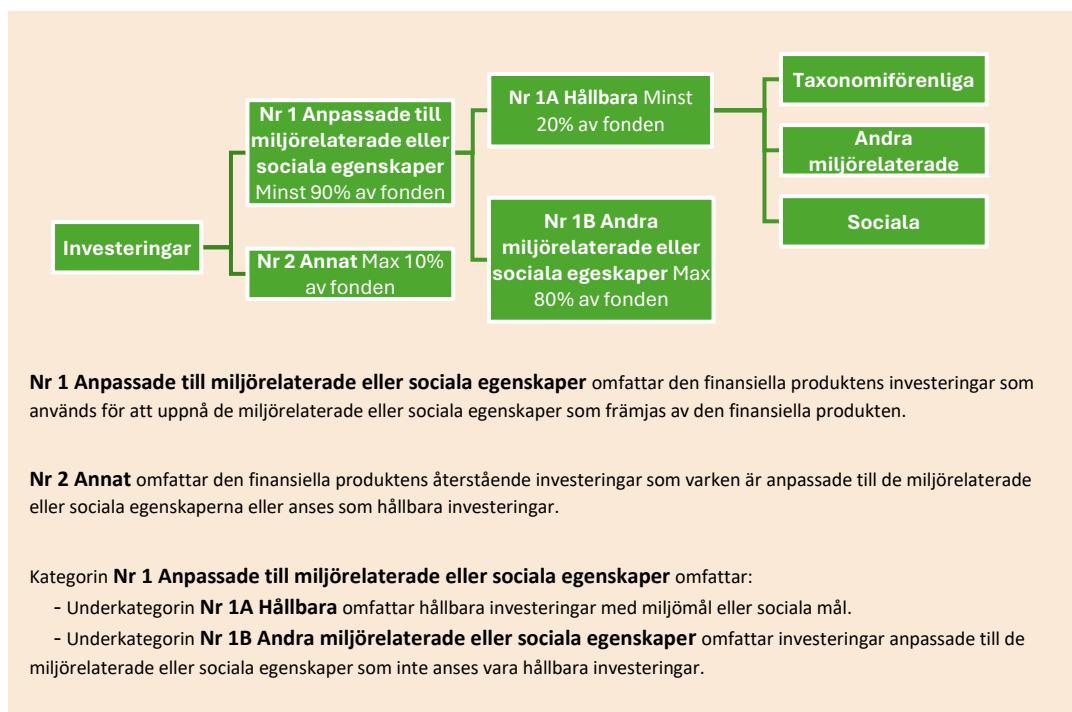 Investeringar
Nr 1 Anpassade till
miljörelaterade eller
sociala egenskaper
Minst 90% av fonden
Nr 2 Annat Max 10%
av fonden
Nr 1A Hållbara Minst
20% av fonden
Nr 1B Andra
miljörelaterade eller
sociala egeskaper Max
80% av fonden
Taxonomiförenliga
Andra
miljörelaterade
Sociala
Nr 1 Anpassade till miljörelaterade eller sociala egenskaper omfattar den finansiella produktens investeringar som
används för att uppnå de miljörelaterade eller sociala egenskaper som främjas av den finansiella produkten.
Nr 2 Annat omfattar den finansiella produktens återstående investeringar som varken är anpassade till de miljörelaterade
eller sociala egenskaperna eller anses som hållbara investeringar.
Kategorin Nr 1 Anpassade till miljörelaterade eller sociala egenskaper omfattar:
- Underkategorin Nr 1A Hållbara omfattar hållbara investeringar med miljömål eller sociala mål.
- Underkategorin Nr 1B Andra miljörelaterade eller sociala egenskaper omfattar investeringar anpassade till de
miljörelaterade eller sociala egenskaper som inte anses vara hållbara investeringar.